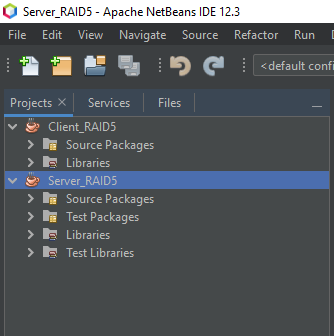 Server_RAID5 - Apache NetBeans IDE 12.3
File Edit View Navigate Source Refactor Run
<default confi
Projects × Services Files
Client_RAID5
Source Packages
Libraries
Server_RAID5
Source Packages
Test Packages
Libraries
Test Libraries